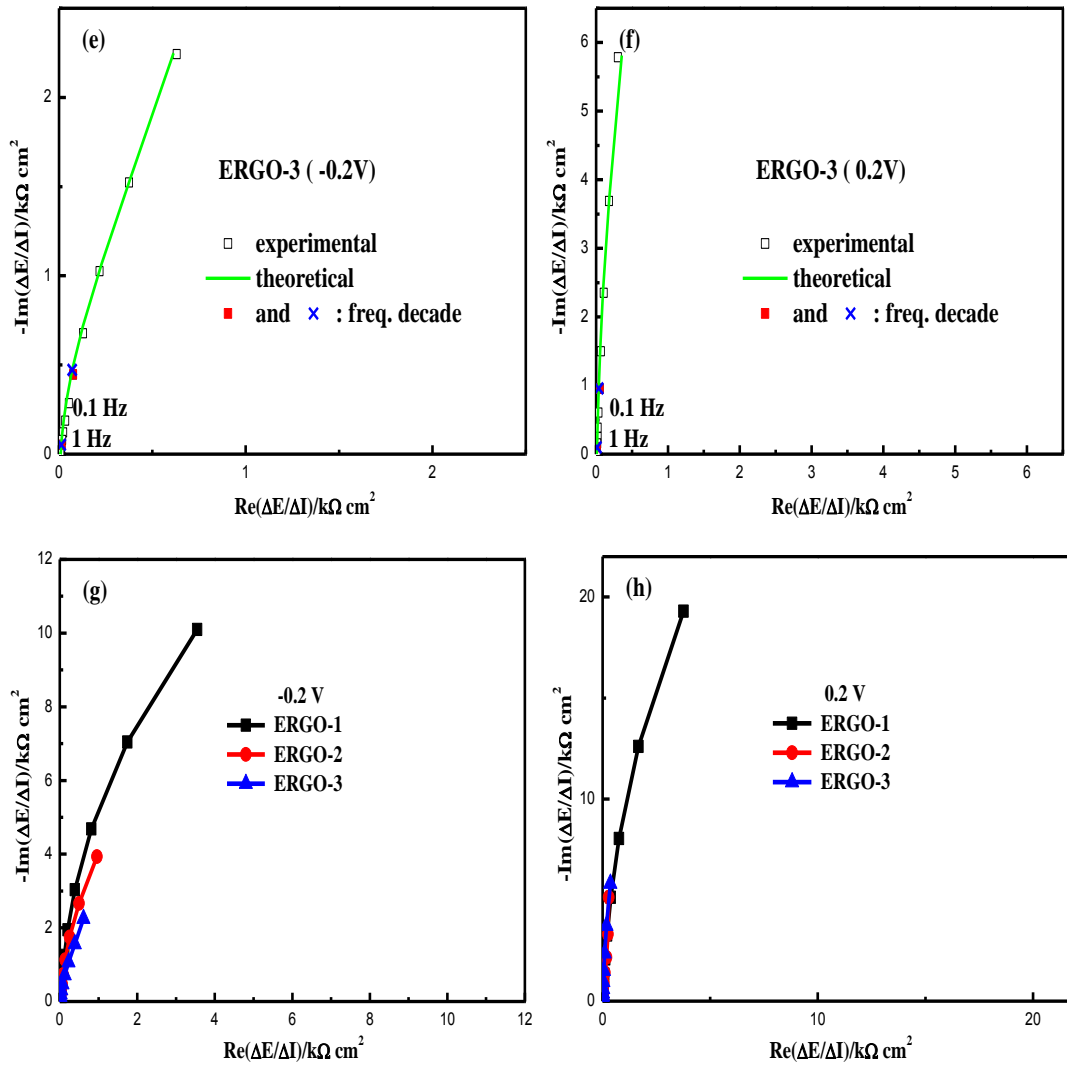 (e)
-Im(ΔE/ΔI)/kΩ cm²
2
1
0
ERGO-3 ( -0.2V)
experimental
theoretical
and × : freq. decade
0.1 Hz
1 Hz
0 1 2
Re(ΔE/ΔI)/kΩ cm²
(f)
-Im(ΔE/ΔI)/kΩ cm²
6
5
4
3
2
1
0
ERGO-3 ( 0.2V)
experimental
theoretical
and × : freq. decade
0.1 Hz
1 Hz
0 1 2 3 4 5 6
Re(ΔE/ΔI)/kΩ cm²
(g)
-Im(ΔE/ΔI)/kΩ cm²
12
10
8
6
4
2
0
-0.2 V
ERGO-1
ERGO-2
ERGO-3
0 2 4 6 8 10 12
Re(ΔE/ΔI)/kΩ cm²
(h)
-Im(ΔE/ΔI)/kΩ cm²
20
10
0
0.2 V
ERGO-1
ERGO-2
ERGO-3
0 10 20
Re(ΔE/ΔI)/kΩ cm²